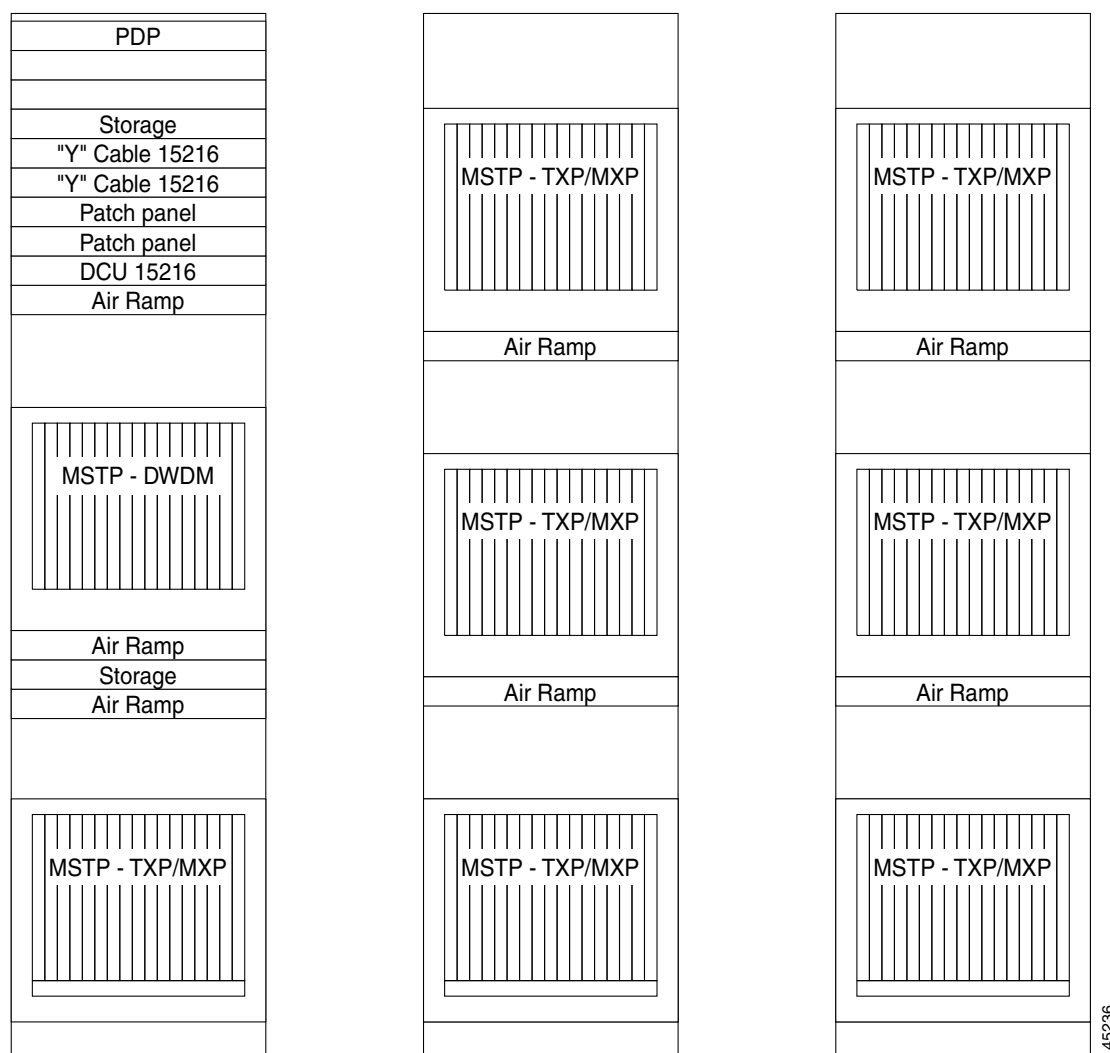 PDP
Storage
"Y" Cable 15216
"Y" Cable 15216
Patch panel
Patch panel
DCU 15216
Air Ramp
MSTP - DWDM
Air Ramp
Storage
Air Ramp
MSTP - TXP/MXP
MSTP - TXP/MXP
Air Ramp
MSTP - TXP/MXP
Air Ramp
MSTP - TXP/MXP
MSTP - TXP/MXP
Air Ramp
MSTP - TXP/MXP
Air Ramp
MSTP - TXP/MXP
45236